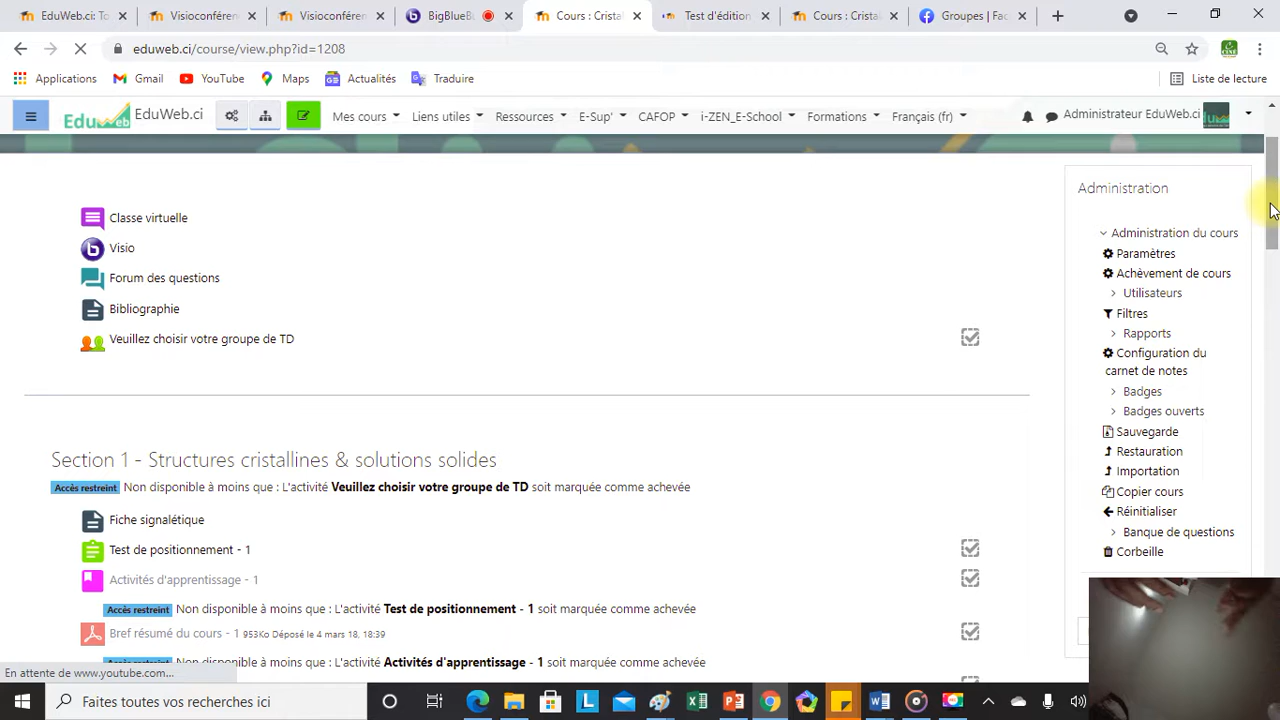 EduWeb.ci: To
Visioconférer
Visioconférer
BigBlueBu
Cours : Cristal
Test d'édition
Cours : Cristal
Groupes | Fac
eduweb.ci/course/view.php?id=1208
Applications
Gmail
YouTube
Maps
Actualités
Traduire
Liste de lecture
EduWeb
EduWeb.ci
Mes cours
Liens utiles
Ressources
E-Sup'
CAFOP
i-ZEN_E-School
Formations
Français (fr)
Administrateur EduWeb.ci
Classe virtuelle
Visio
Forum des questions
Bibliographie
Veuillez choisir votre groupe de TD
Section 1 - Structures cristallines & solutions solides
Accès restreint Non disponible à moins que : L'activité Veuillez choisir votre groupe de TD soit marquée comme achevée
Fiche signalétique
Test de positionnement - 1
Activités d'apprentissage - 1
Accès restreint Non disponible à moins que : L'activité Test de positionnement - 1 soit marquée comme achevée
Bref résumé du cours - 1 953Ko Déposé le 4 mars 18, 18:39
Accès restreint Non disponible à moins que : L'activité Activités d'apprentissage - 1 soit marquée comme achevée
Administration
Administration du cours
Paramètres
Achèvement de cours
Utilisateurs
Filtres
Rapports
Configuration du
carnet de notes
Badges
Badges ouverts
Sauvegarde
Restauration
Importation
Copier cours
Réinitialiser
Banque de questions
Corbeille
En attente de www.youtube.com...
Faites toutes vos recherches ici